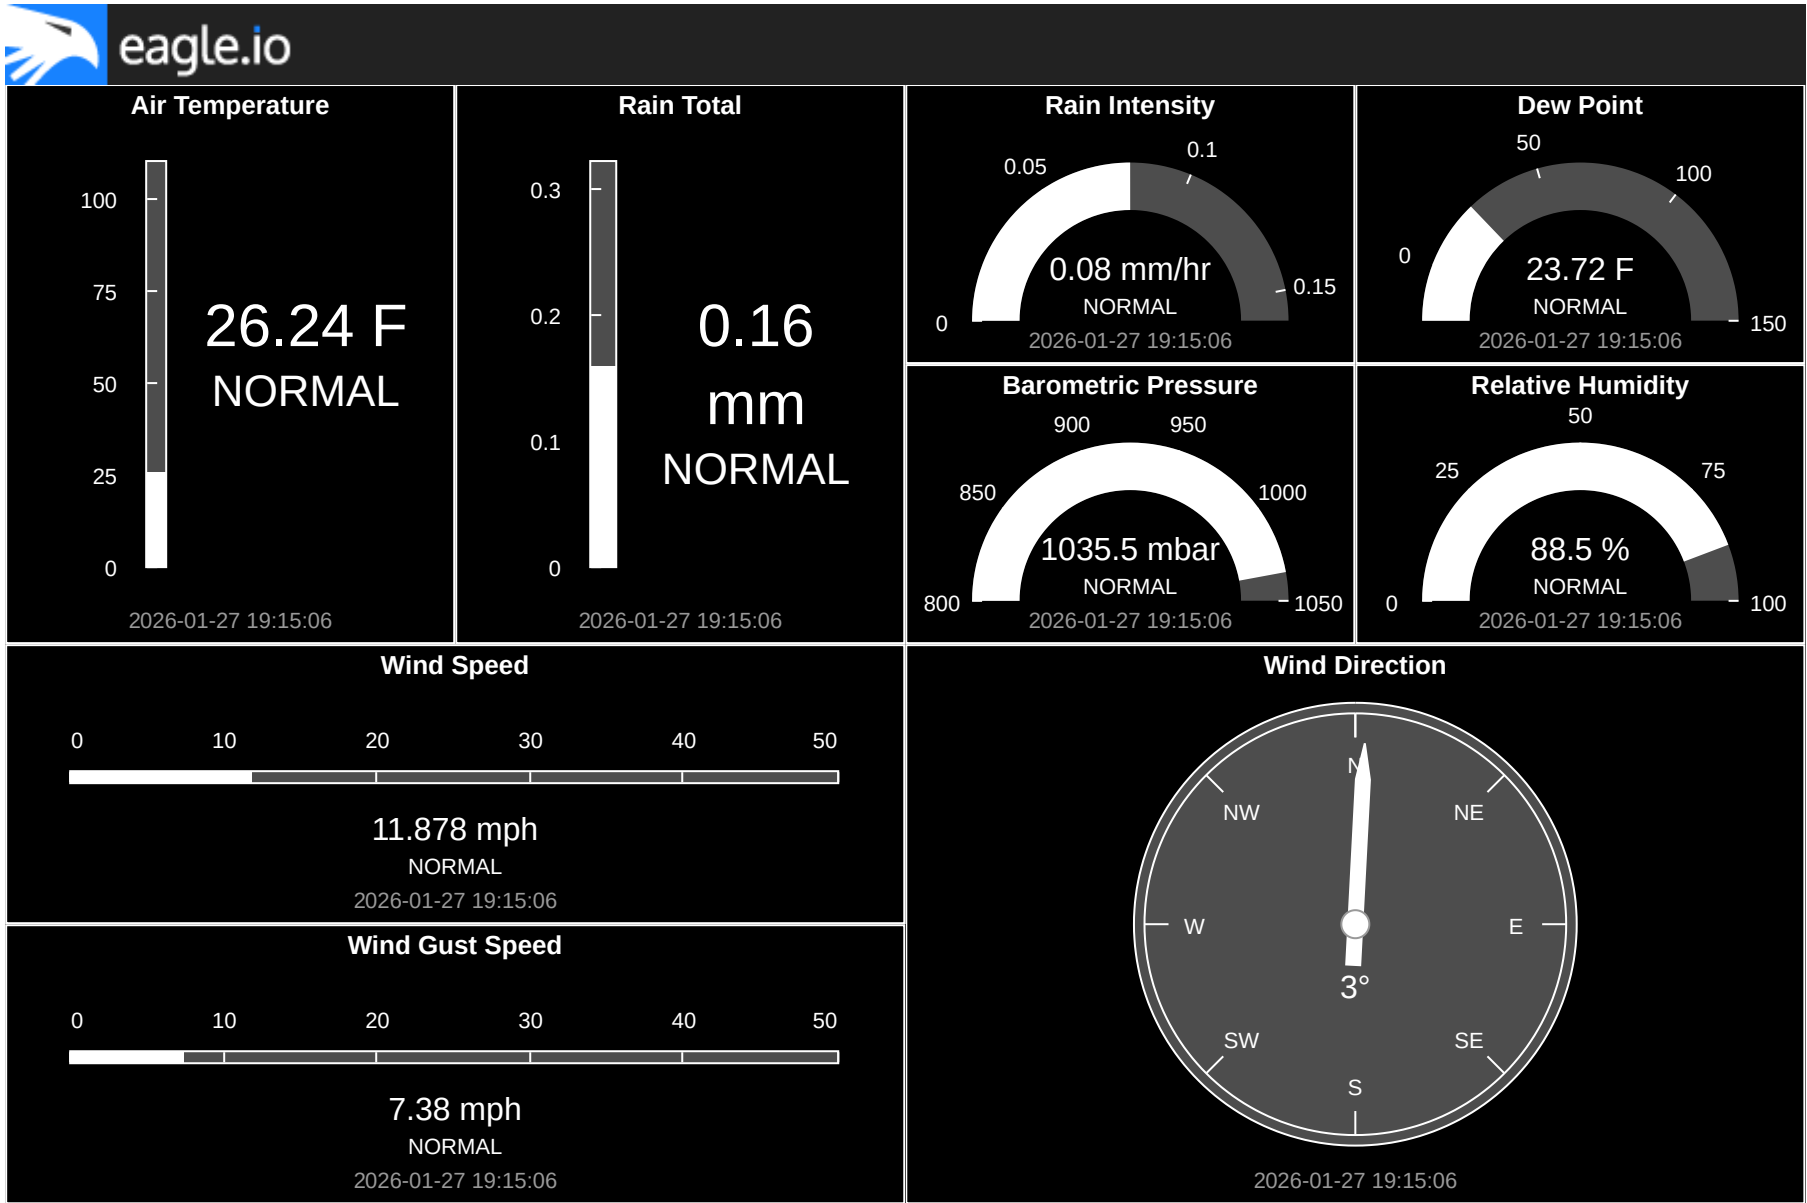 eagle.io
Air Temperature
100
75
50
25
0
26.24 F
NORMAL
2026-01-27 19:15:06
Rain Total
0.3
0.2
0.1
0
0.16
mm
NORMAL
2026-01-27 19:15:06
Rain Intensity
0
0.05
0.1
0.15
0.08 mm/hr
NORMAL
2026-01-27 19:15:06
Dew Point
0
50
100
150
23.72 F
NORMAL
2026-01-27 19:15:06
Barometric Pressure
800
850
900
950
1000
1050
1035.5 mbar
NORMAL
2026-01-27 19:15:06
Relative Humidity
0
25
50
75
100
88.5 %
NORMAL
2026-01-27 19:15:06
Wind Speed
0 10 20 30 40 50
11.878 mph
NORMAL
2026-01-27 19:15:06
Wind Gust Speed
0 10 20 30 40 50
7.38 mph
NORMAL
2026-01-27 19:15:06
Wind Direction
N
NW NE
W E
3°
SW SE
S
2026-01-27 19:15:06